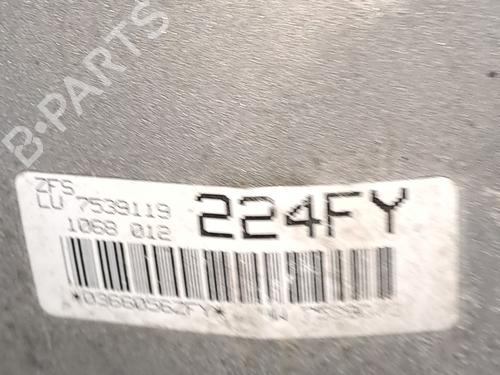 B-PARTS
ZFS
LU 7539119
1068 012
224FY
*03660562FY*